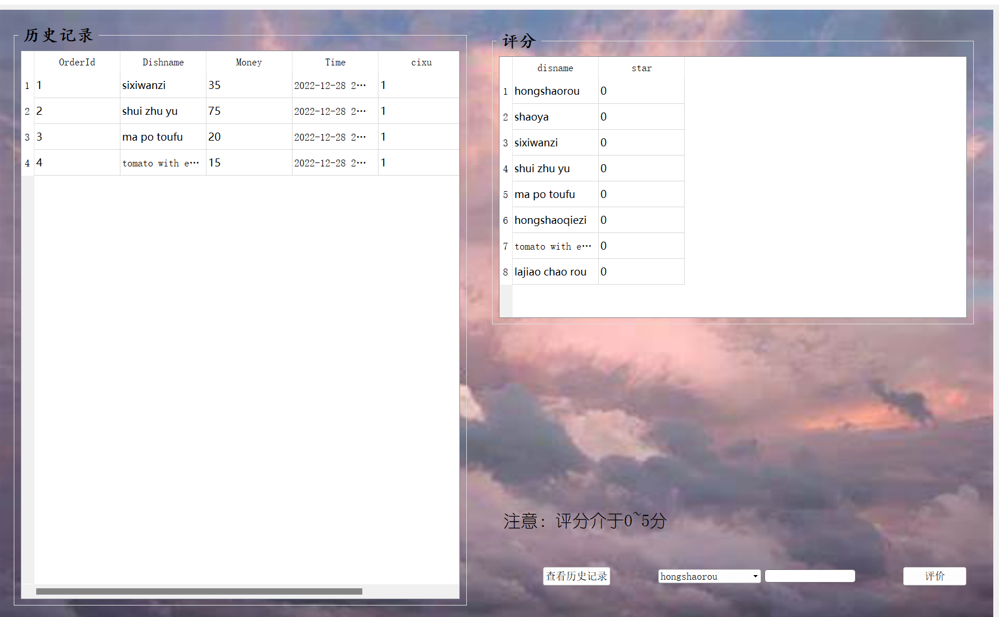 历史记录
OrderId Dishname Money Time cixu
1 1 sixiwanzi 35 2022-12-28 2… 1
2 2 shui zhu yu 75 2022-12-28 2… 1
3 3 ma po toufu 20 2022-12-28 2… 1
4 4 tomato with e… 15 2022-12-28 2… 1
评分
disname star
1 hongshaorou 0
2 shaoya 0
3 sixiwanzi 0
4 shui zhu yu 0
5 ma po toufu 0
6 hongshaoqiezi 0
7 tomato with e… 0
8 lajiao chao rou 0
注意：评分介于0~5分
查看历史记录 hongshaorou 评价